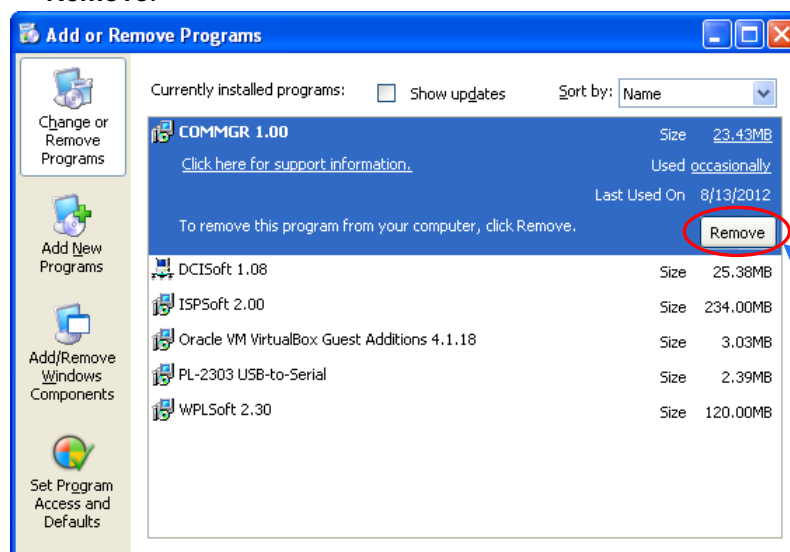 Remove.
Add or Remove Programs
Change or
Remove
Programs
Add New
Programs
Add/Remove
Windows
Components
Set Program
Access and
Defaults
Currently installed programs: Show updates Sort by: Name
COMMGR 1.00 Size 23.43MB
Click here for support information. Used occasionally
Last Used On 8/13/2012
To remove this program from your computer, click Remove. Remove
DCISoft 1.08 Size 25.38MB
ISPSoft 2.00 Size 234.00MB
Oracle VM VirtualBox Guest Additions 4.1.18 Size 3.03MB
PL-2303 USB-to-Serial Size 2.39MB
WPLSoft 2.30 Size 120.00MB